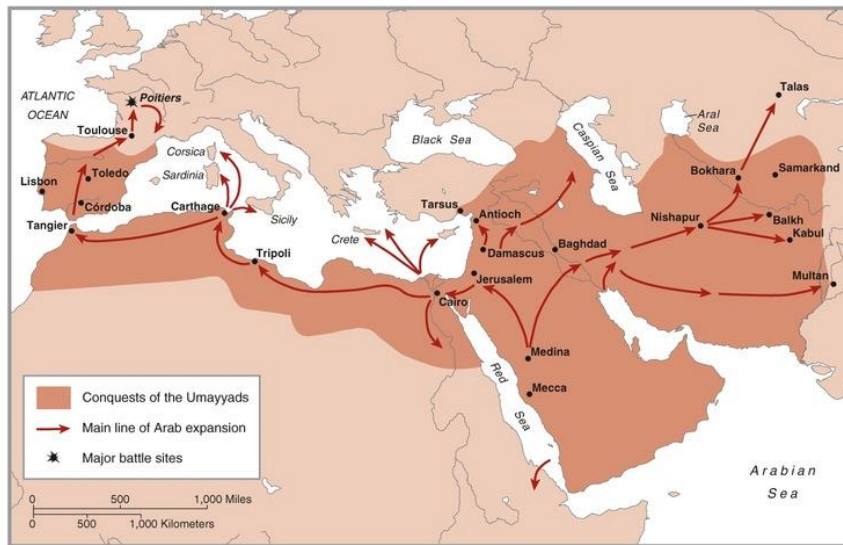 Talas
ATLANTIC
OCEAN
Poitiers
Aral
Sea
Toulouse
Black Sea
Caspian Sea
Corsica
Bokhara
Samarkand
Sardinia
Lisbon
Toledo
Tarsus
Antioch
Córdoba
Carthage
Nishapur
Balkh
Tangier
Sicily
Kabul
Crete
Damascus
Baghdad
Tripoli
Jerusalem
Multan
Cairo
Medina
Mecca
Red
Sea
Conquests of the Umayyads
Main line of Arab expansion
Major battle sites
0 500 1,000 Miles
0 500 1,000 Kilometers
Arabian
Sea